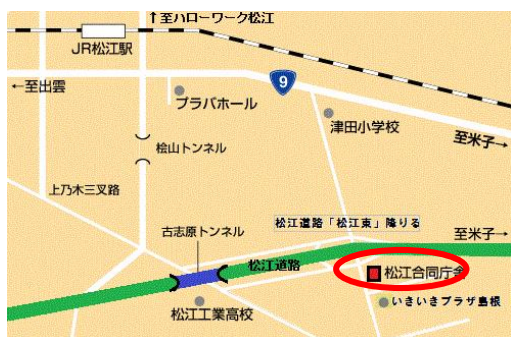 ↑至ハローワーク松江
JR松江駅
←至出雲
9
プラバホール
津田小学校
至米子→
桧山トンネル
上乃木三叉路
松江道路「松江東」降りる
古志原トンネル
至米子→
松江道路
松江合同庁舎
松江工業高校
いきいきプラザ島根